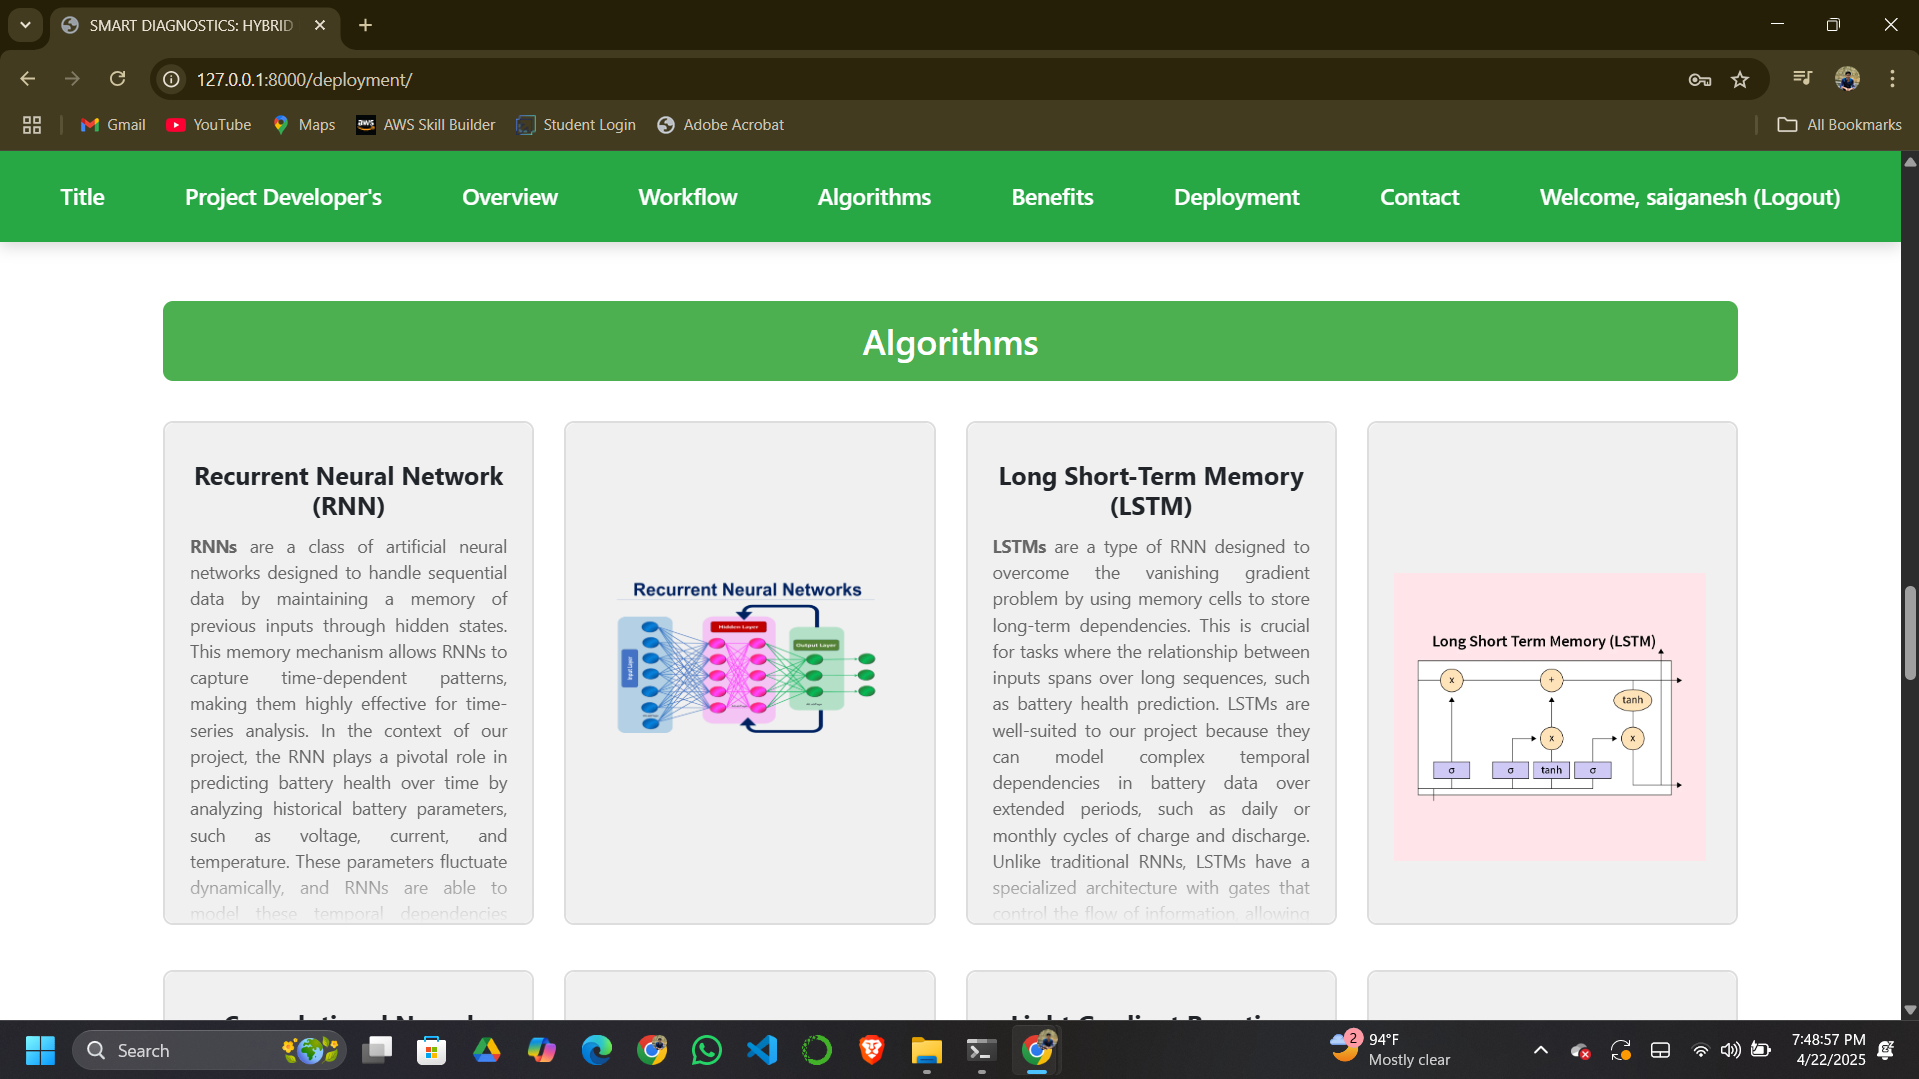 SMART DIAGNOSTICS: HYBRID
127.0.0.1:8000/deployment/
Gmail
YouTube
Maps
aws
AWS Skill Builder
Student Login
Adobe Acrobat
All Bookmarks
Title
Project Developer's
Overview
Workflow
Algorithms
Benefits
Deployment
Contact
Welcome, saiganesh (Logout)
Algorithms
Recurrent Neural Network
(RNN)
RNNs are a class of artificial neural
networks designed to handle sequential
data by maintaining a memory of
previous inputs through hidden states.
This memory mechanism allows RNNs to
capture time-dependent patterns,
making them highly effective for time-
series analysis. In the context of our
project, the RNN plays a pivotal role in
predicting battery health over time by
analyzing historical battery parameters,
such as voltage, current, and
temperature. These parameters fluctuate
dynamically, and RNNs are able to
model these temporal dependencies
Recurrent Neural Networks
Hidden Layer
Output Layer
Input Layer
Long Short-Term Memory
(LSTM)
LSTMs are a type of RNN designed to
overcome the vanishing gradient
problem by using memory cells to store
long-term dependencies. This is crucial
for tasks where the relationship between
inputs spans over long sequences, such
as battery health prediction. LSTMs are
well-suited to our project because they
can model complex temporal
dependencies in battery data over
extended periods, such as daily or
monthly cycles of charge and discharge.
Unlike traditional RNNs, LSTMs have a
specialized architecture with gates that
control the flow of information, allowing
Long Short Term Memory (LSTM)
x
+
tanh
x
x
σ
σ
tanh
σ
Search
2
94°F
Mostly clear
7:48:57 PM
4/22/2025